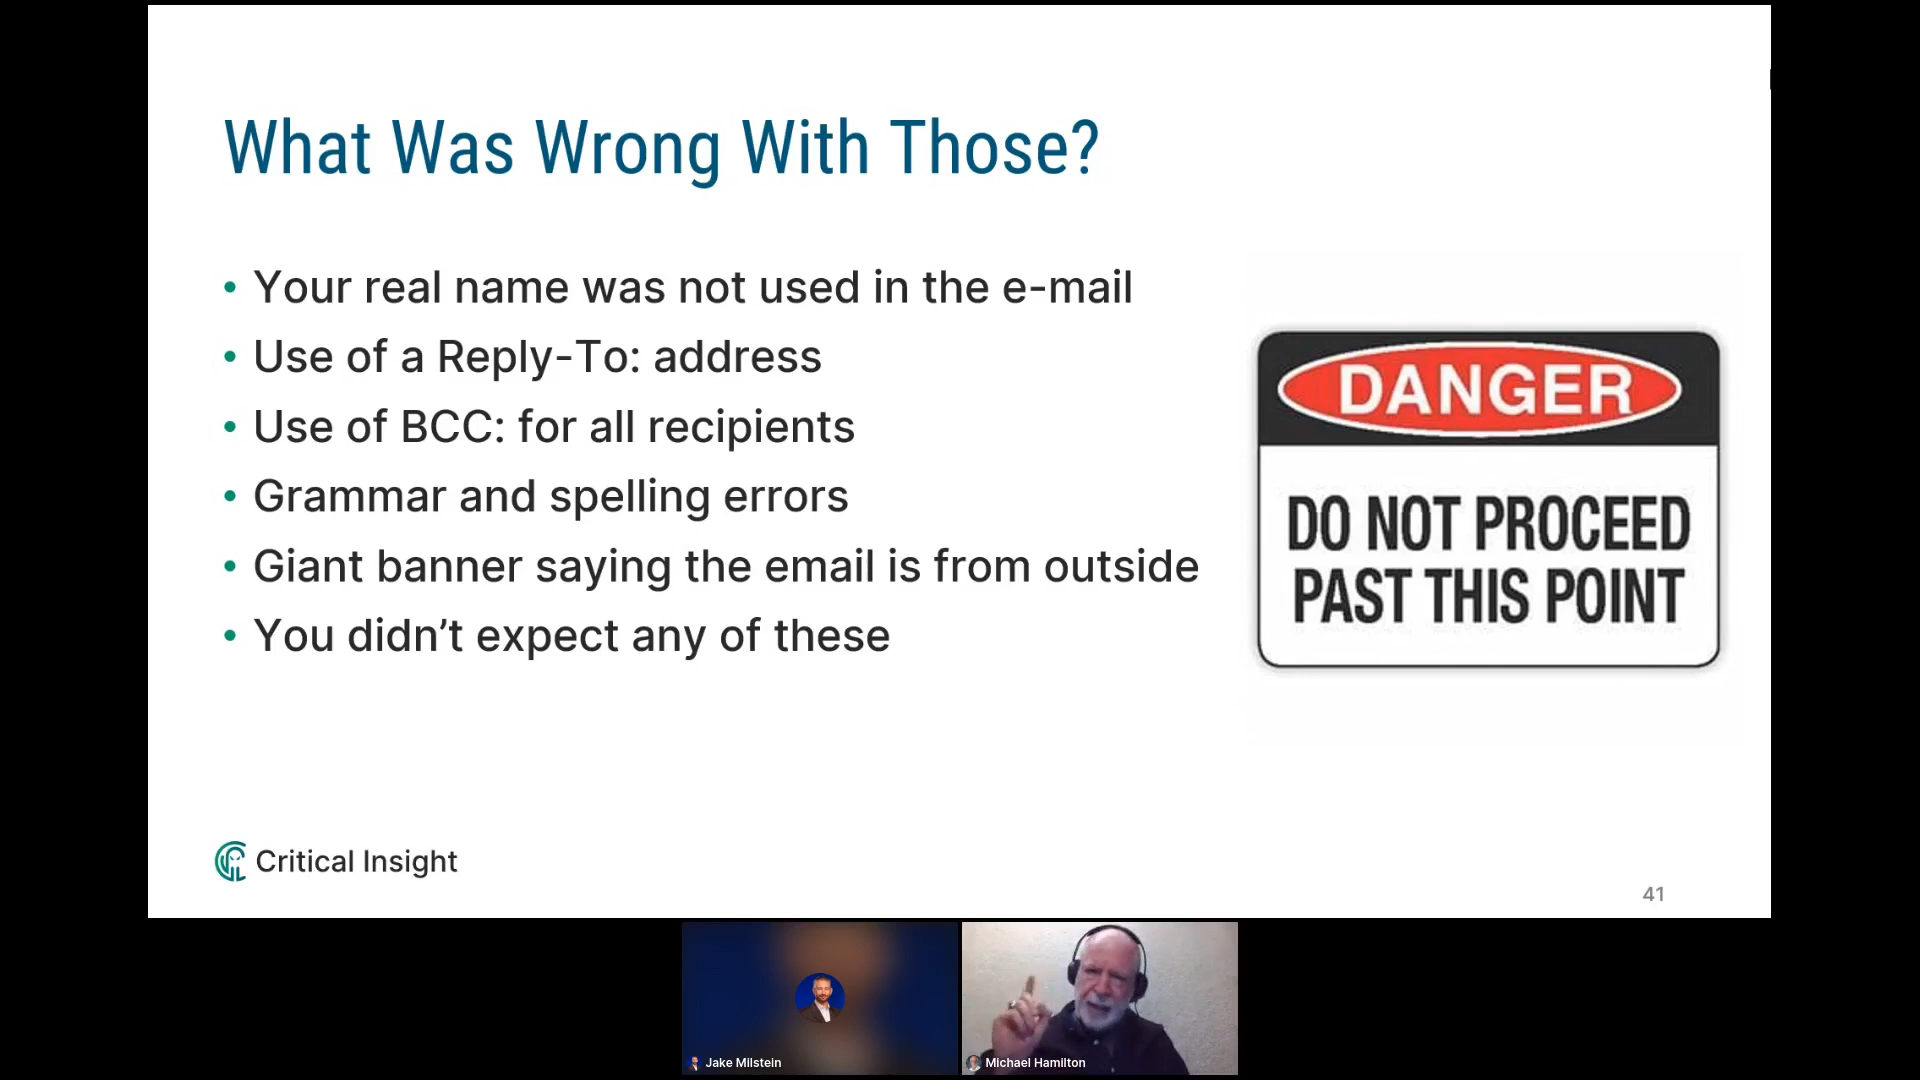 What Was Wrong With Those?
• Your real name was not used in the e-mail
• Use of a Reply-To: address
• Use of BCC: for all recipients
• Grammar and spelling errors
• Giant banner saying the email is from outside
• You didn’t expect any of these
DANGER
DO NOT PROCEED
PAST THIS POINT
Critical Insight
41
Jake Milstein
Michael Hamilton